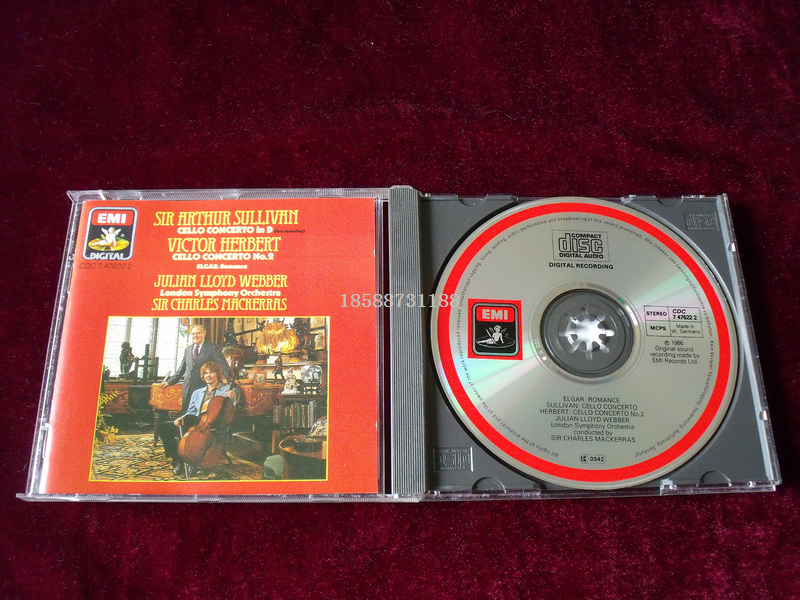 EMI
DIGITAL
CDC 7 47622 2
SIR ARTHUR SULLIVAN
CELLO CONCERTO in D (first recording)
VICTOR HERBERT
CELLO CONCERTO No.2
ELGAR: Romance
JULIAN LLOYD WEBBER
London Symphony Orchestra
SIR CHARLES MACKERRAS
18588731188
COMPACT
disc
DIGITAL AUDIO
DIGITAL RECORDING
EMI
STEREO
CDC
7 47622 2
MCPS
Made in
W. Germany
℗ 1986
Original sound
recording made by
EMI Records Ltd.
ELGAR: ROMANCE
SULLIVAN: CELLO CONCERTO
HERBERT: CELLO CONCERTO No.2
JULIAN LLOYD WEBBER
London Symphony Orchestra
conducted by
SIR CHARLES MACKERRAS
LC 0542